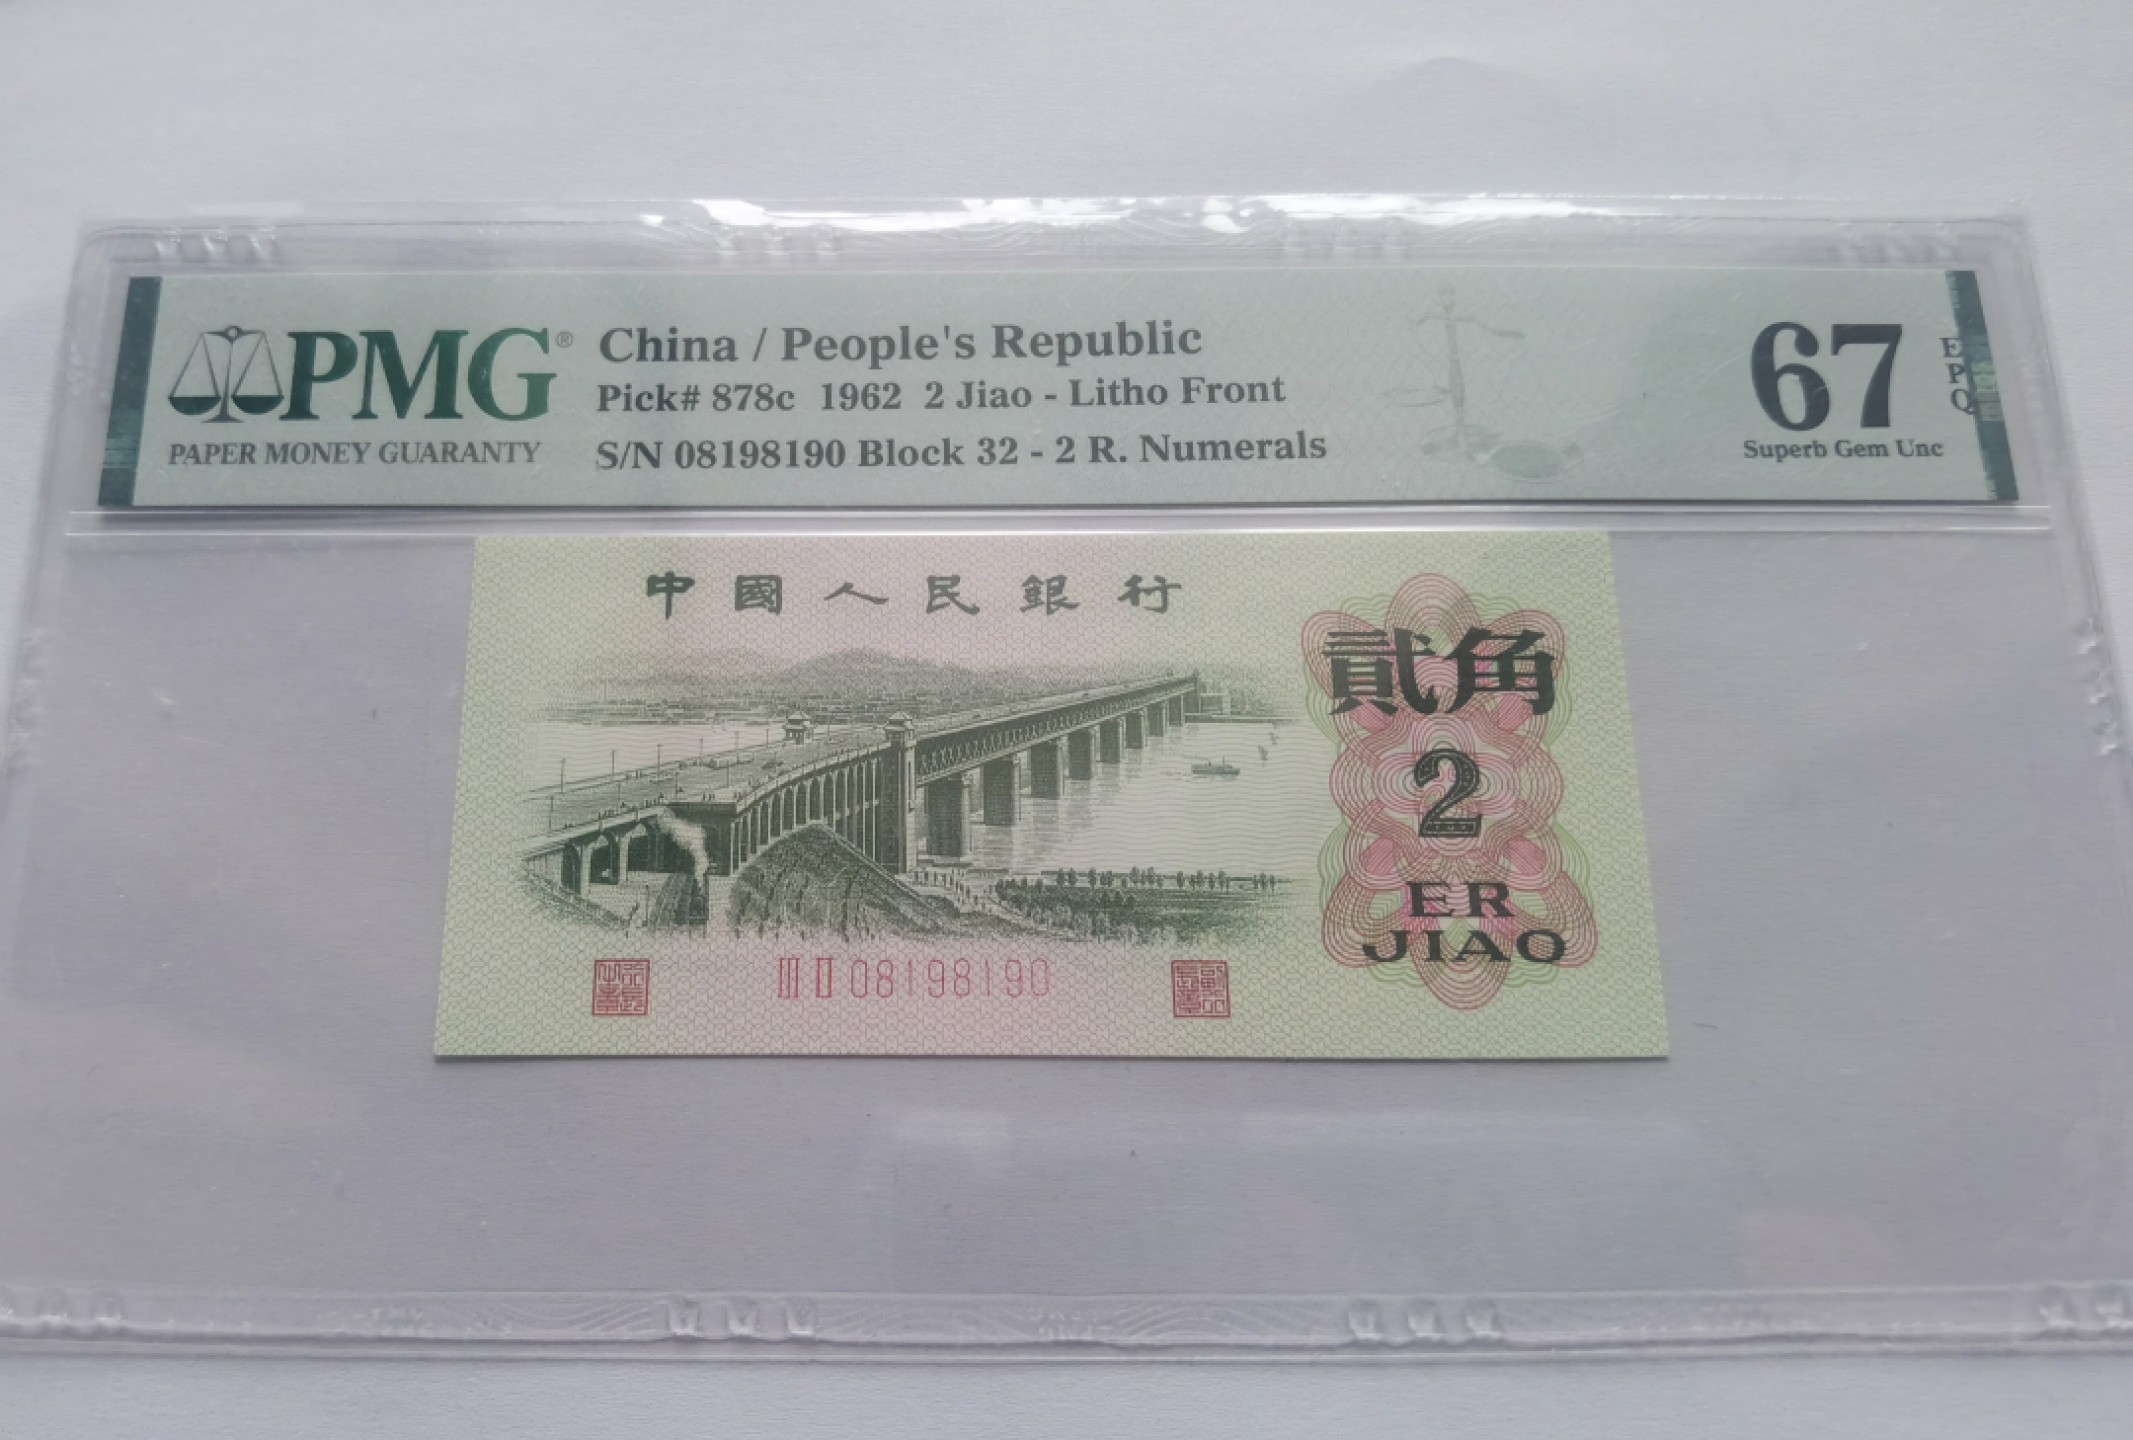 PMG®
PAPER MONEY GUARANTY
China / People's Republic
Pick# 878c 1962 2 Jiao - Litho Front
S/N 08198190 Block 32 - 2 R. Numerals
67
EPQ
Superb Gem Unc
中國人民銀行
貳角
2
ER
JIAO
III II 08198190